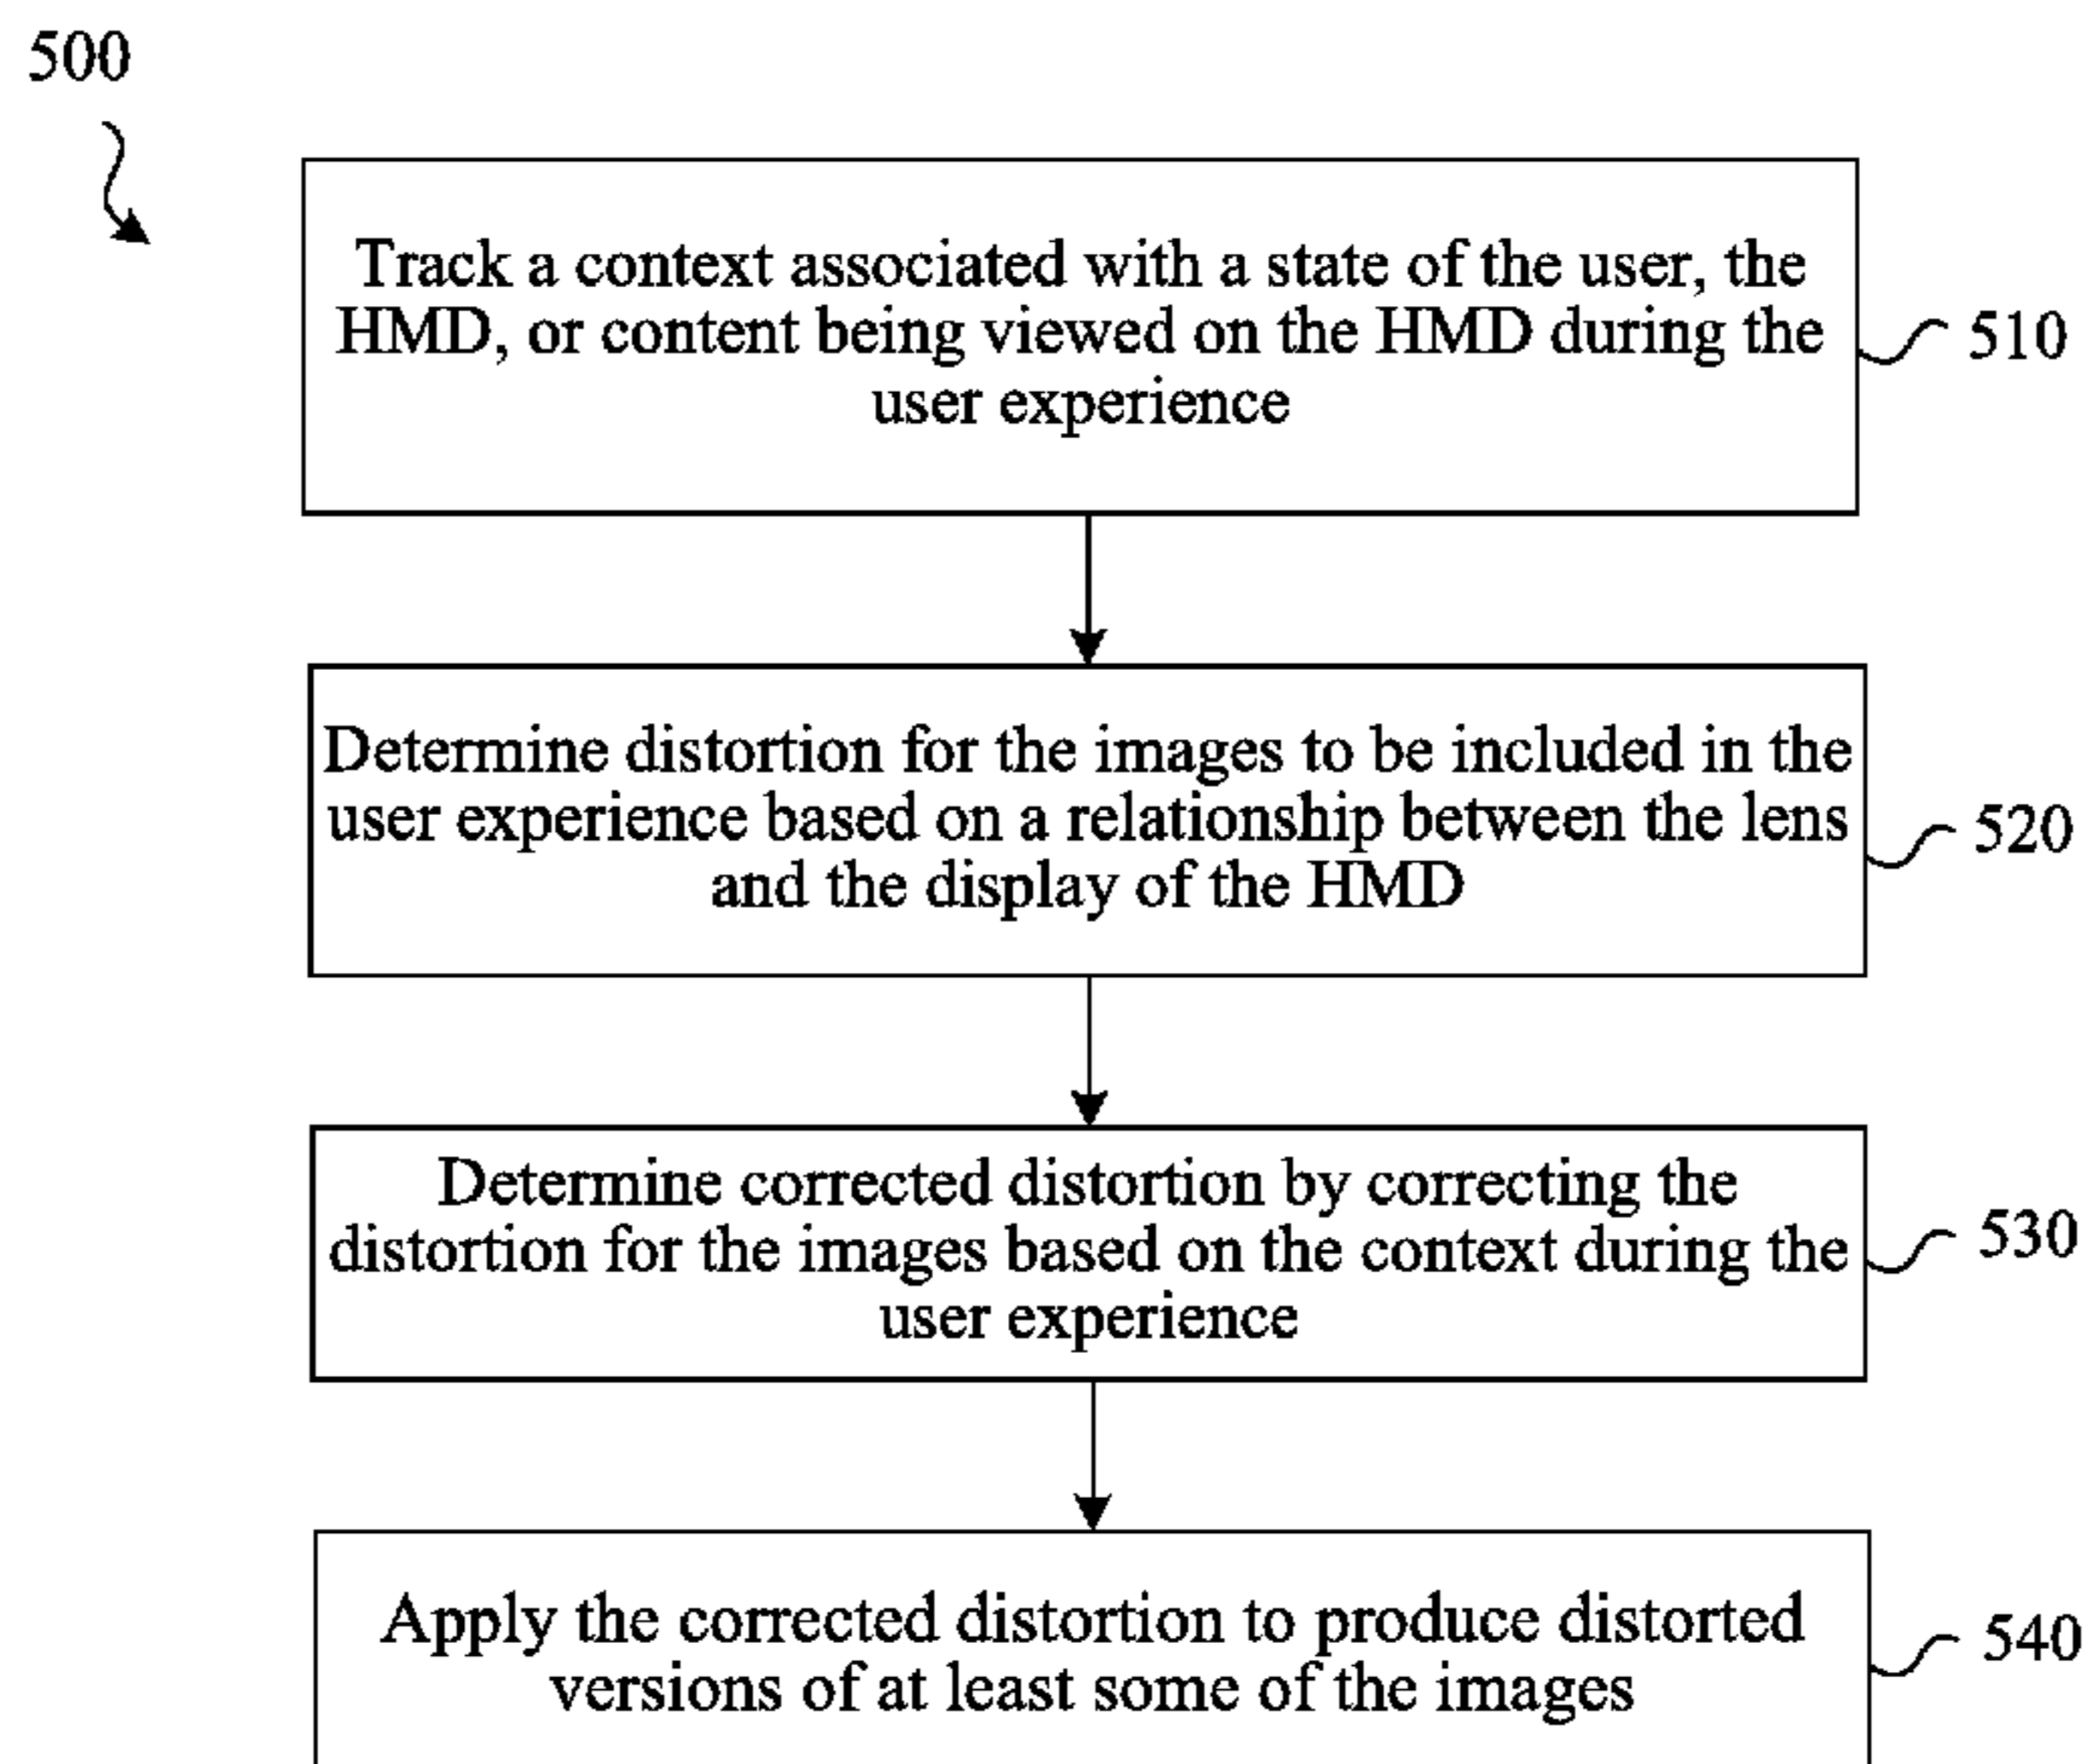 500
Track a context associated with a state of the user, the
HMD, or content being viewed on the HMD during the
user experience
510
Determine distortion for the images to be included in the
user experience based on a relationship between the lens
and the display of the HMD
520
Determine corrected distortion by correcting the
distortion for the images based on the context during the
user experience
530
Apply the corrected distortion to produce distorted
versions of at least some of the images
540